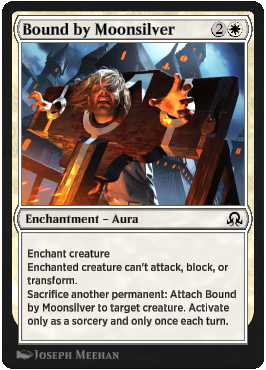 Bound by Moonsilver 2
Enchantment – Aura
Enchant creature
Enchanted creature can't attack, block, or
transform.
Sacrifice another permanent: Attach Bound
by Moonsilver to target creature. Activate
only as a sorcery and only once each turn.
Joseph Meehan